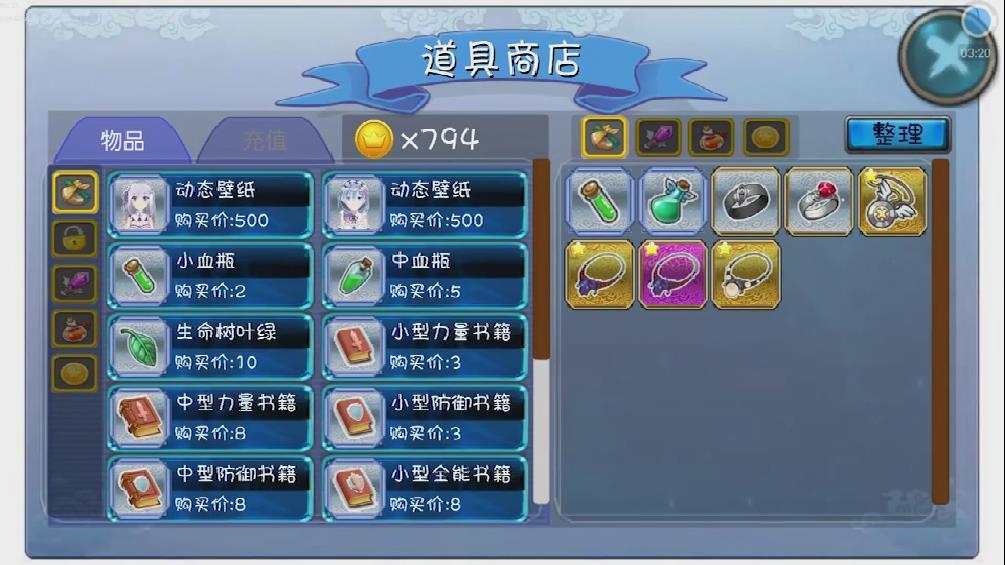 道具商店
03:20
物品
充值
x794
整理
动态壁纸
购买价:500
动态壁纸
购买价:500
小血瓶
购买价:2
中血瓶
购买价:5
生命树叶绿
购买价:10
小型力量书籍
购买价:3
中型力量书籍
购买价:8
小型防御书籍
购买价:3
中型防御书籍
购买价:8
小型全能书籍
购买价:8